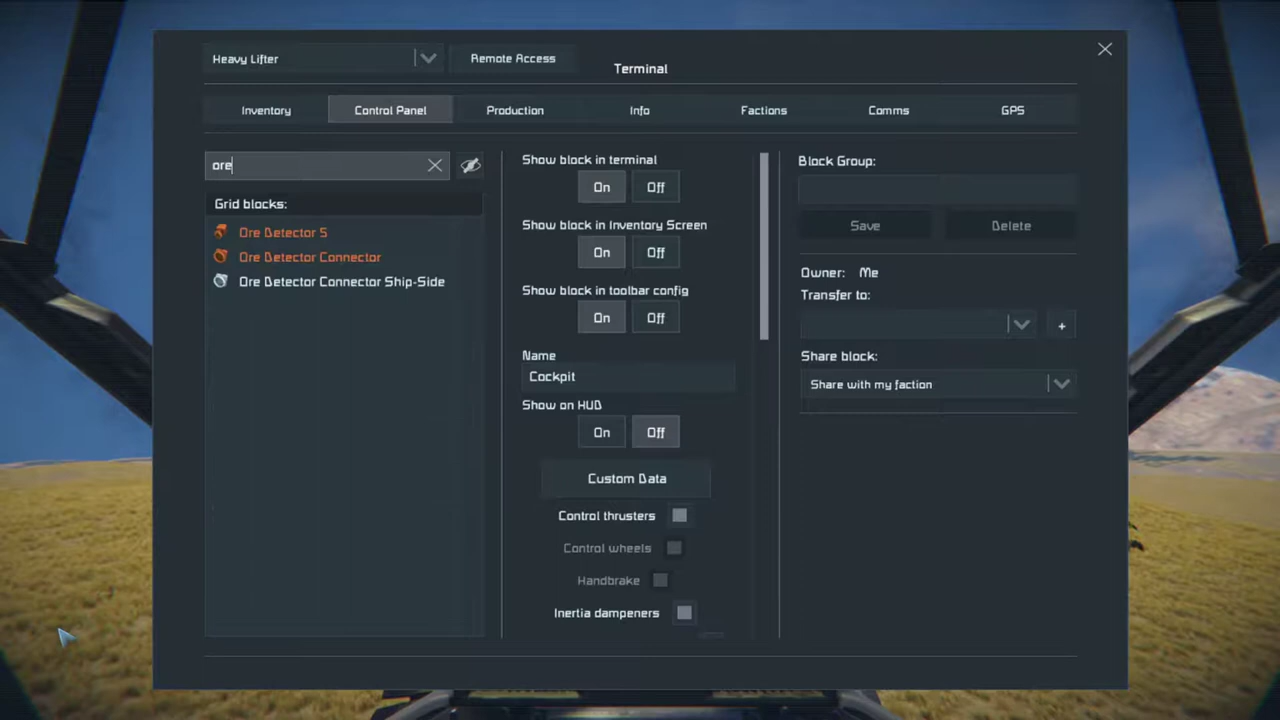 Heavy Lifter
Remote Access
Terminal
Inventory
Control Panel
Production
Info
Factions
Comms
GPS
ore
Grid blocks:
Ore Detector 5
Ore Detector Connector
Ore Detector Connector Ship-Side
Show block in terminal
On Off
Show block in Inventory Screen
On Off
Show block in toolbar config
On Off
Name
Cockpit
Show on HUD
On Off
Custom Data
Control thrusters
Control wheels
Handbrake
Inertia dampeners
Block Group:
Save Delete
Owner: Me
Transfer to:
+
Share block:
Share with my faction